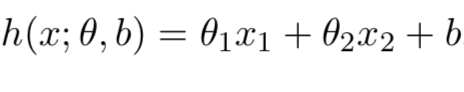 h(x; θ, b) = θ₁x₁ + θ₂x₂ + b